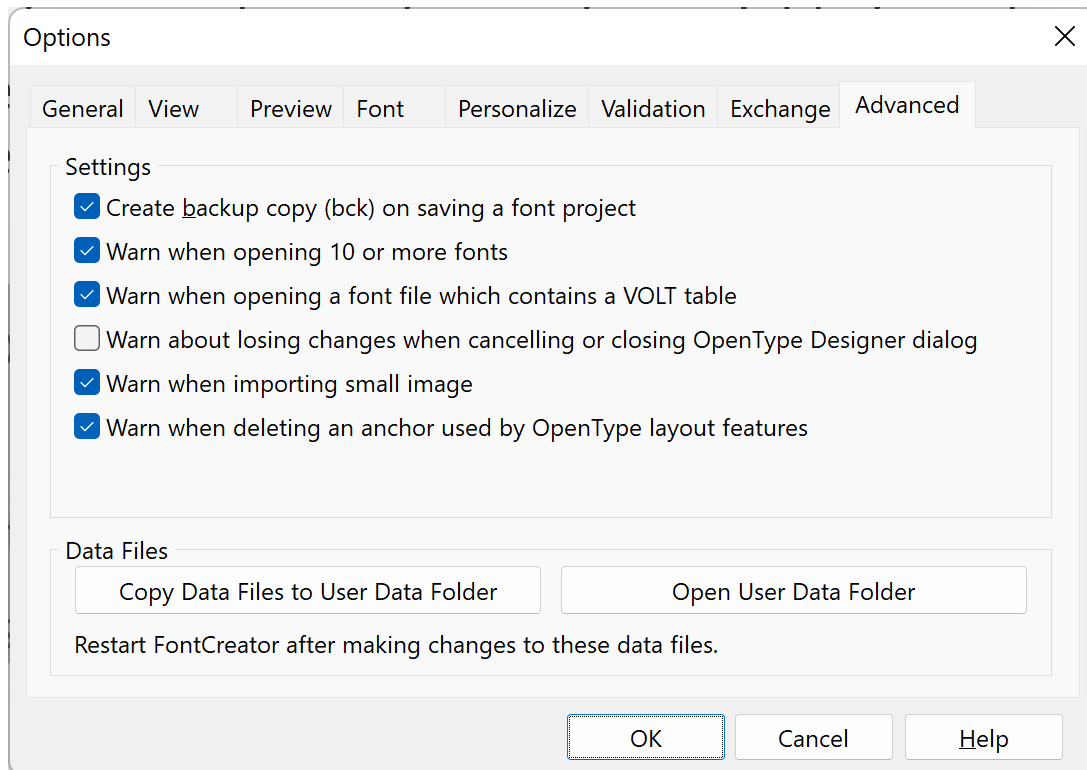 Options
General View Preview Font Personalize Validation Exchange Advanced
Settings
Create backup copy (bck) on saving a font project
Warn when opening 10 or more fonts
Warn when opening a font file which contains a VOLT table
Warn about losing changes when cancelling or closing OpenType Designer dialog
Warn when importing small image
Warn when deleting an anchor used by OpenType layout features
Data Files
Copy Data Files to User Data Folder Open User Data Folder
Restart FontCreator after making changes to these data files.
OK Cancel Help